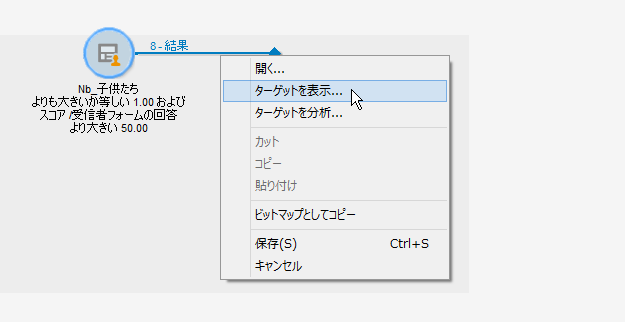 8 - 結果
Nb_子供たち
よりも大きいか等しい 1.00 および
スコア /受信者フォームの回答
より大きい 50.00
開く...
ターゲットを表示...
ターゲットを分析...
カット
コピー
貼り付け
ビットマップとしてコピー
保存(S) Ctrl+S
キャンセル